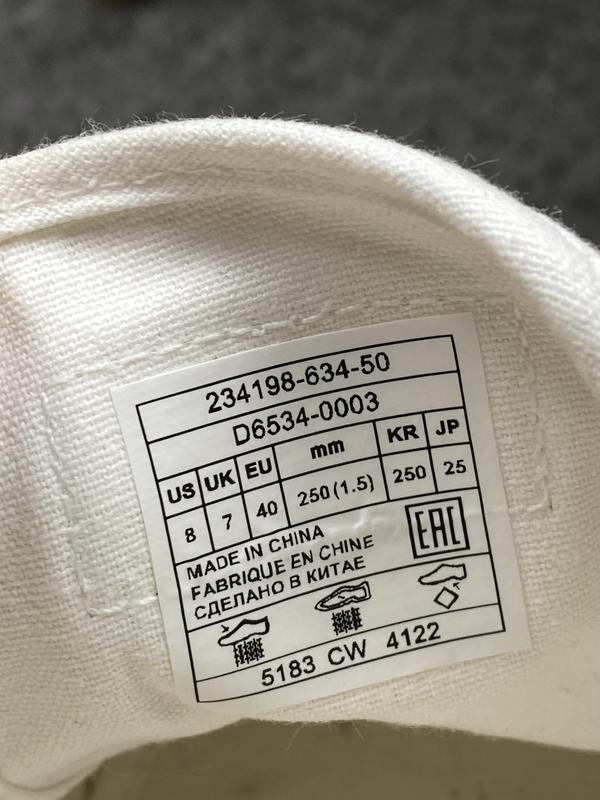 234198-634-50
D6534-0003
US UK EU mm KR JP
8 7 40 250 (1.5) 250 25
MADE IN CHINA
FABRIQUE EN CHINE
СДЕЛАНО В КИТАЕ
EAC
5183 CW 4122